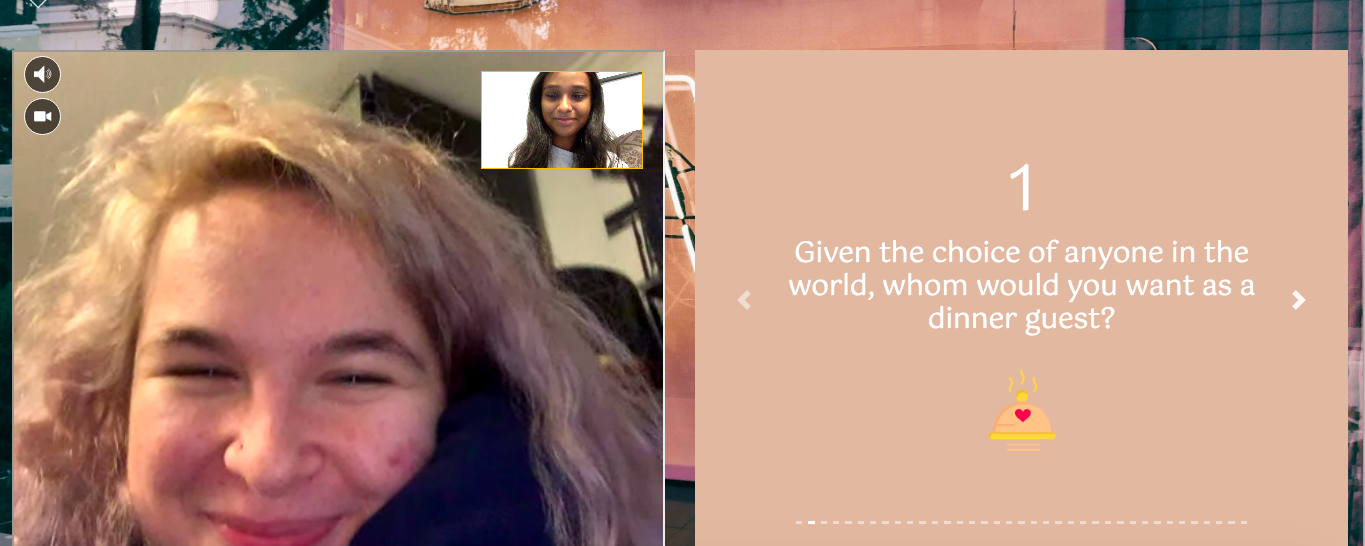 1
Given the choice of anyone in the
world, whom would you want as a
dinner guest?